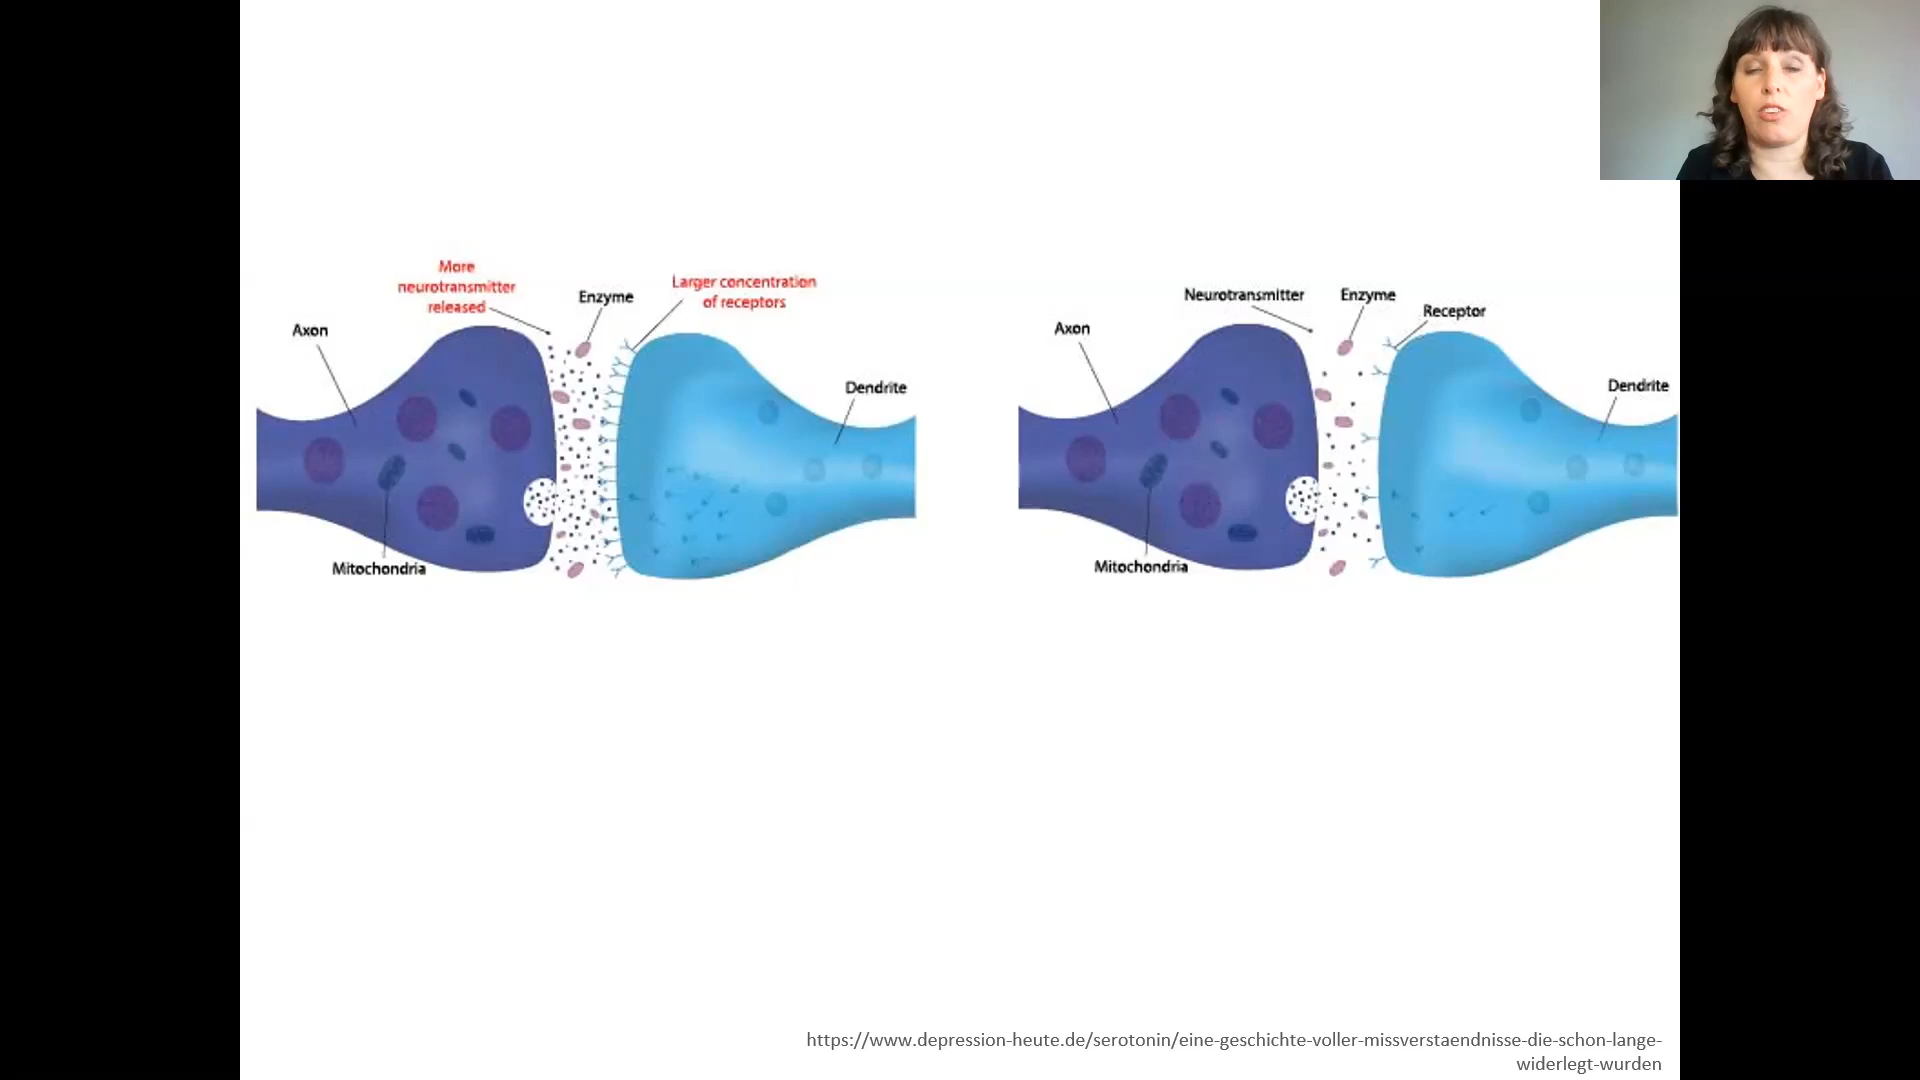 More
neurotransmitter
released
Enzyme
Larger concentration
of receptors
Axon
Dendrite
Mitochondria
Neurotransmitter
Enzyme
Receptor
Axon
Dendrite
Mitochondria
https://www.depression-heute.de/serotonin/eine-geschichte-voller-missverstaendnisse-die-schon-lange-
widerlegt-wurden